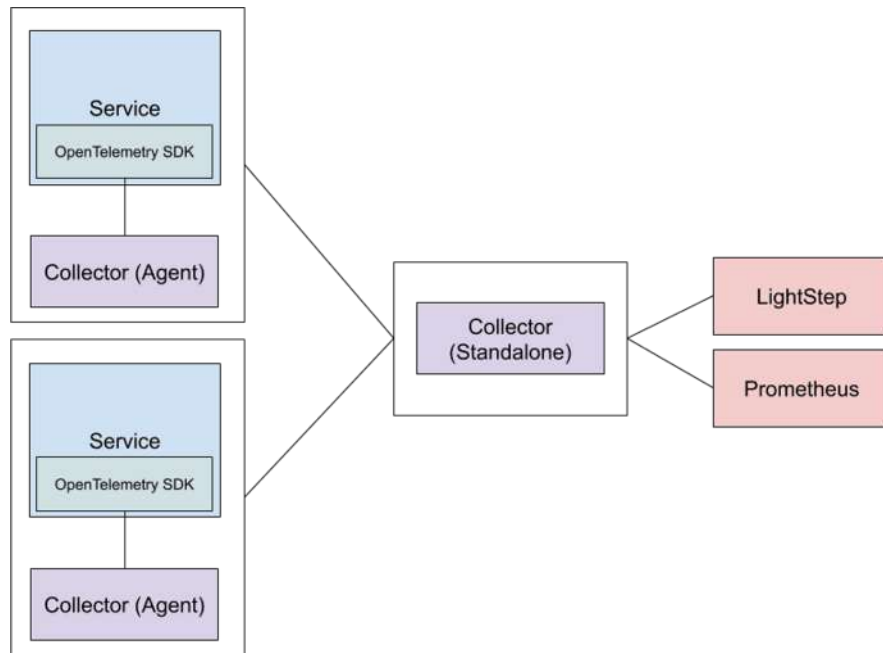 Service
OpenTelemetry SDK
Collector (Agent)
Service
OpenTelemetry SDK
Collector (Agent)
Collector
(Standalone)
LightStep
Prometheus